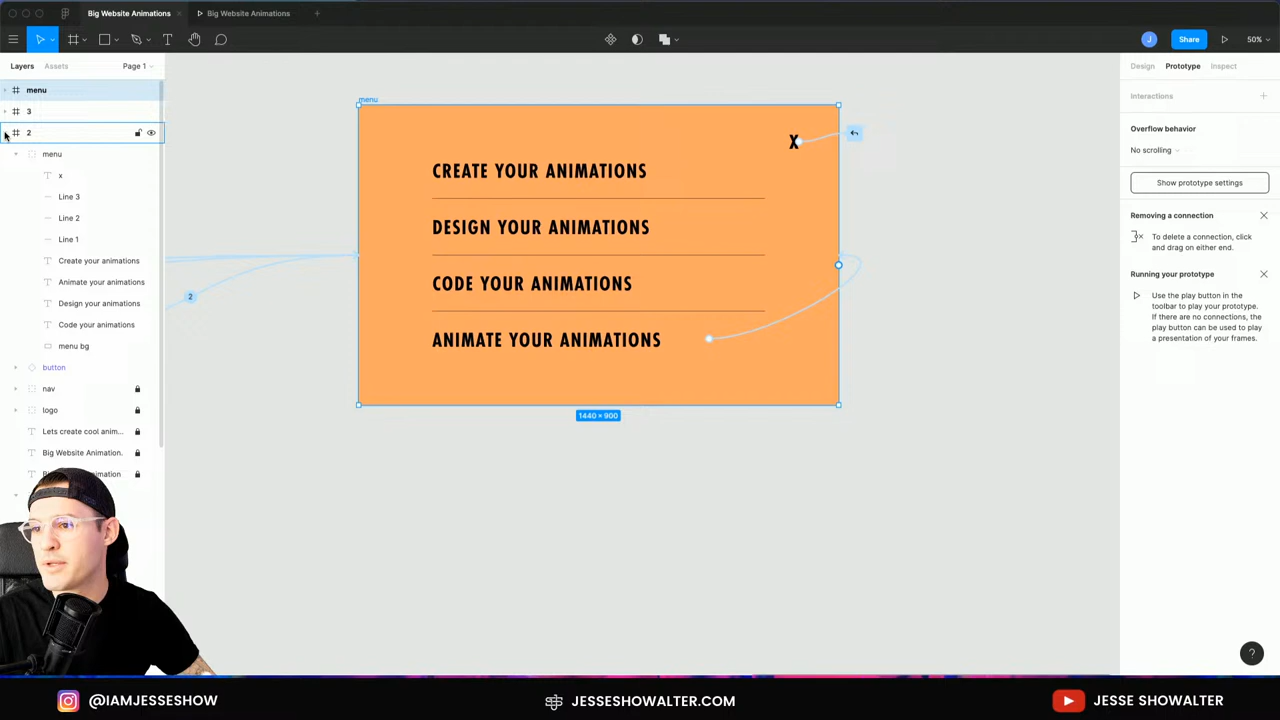 Big Website Animations
Big Website Animations
J
Share
50%
Layers
Assets
Page 1
Design
Prototype
Inspect
menu
3
2
menu
x
Line 3
Line 2
Line 1
Create your animations
Animate your animations
Design your animations
Code your animations
menu bg
button
nav
logo
Lets create cool anim...
Big Website Animation.
menu
X
CREATE YOUR ANIMATIONS
DESIGN YOUR ANIMATIONS
CODE YOUR ANIMATIONS
ANIMATE YOUR ANIMATIONS
2
1440 × 900
Interactions
Overflow behavior
No scrolling
Show prototype settings
Removing a connection
To delete a connection, click
and drag on either end.
Running your prototype
Use the play button in the
toolbar to play your prototype.
If there are no connections, the
play button can be used to play
a presentation of your frames.
?
@IAMJESSESHOW
JESSESHOWALTER.COM
JESSE SHOWALTER